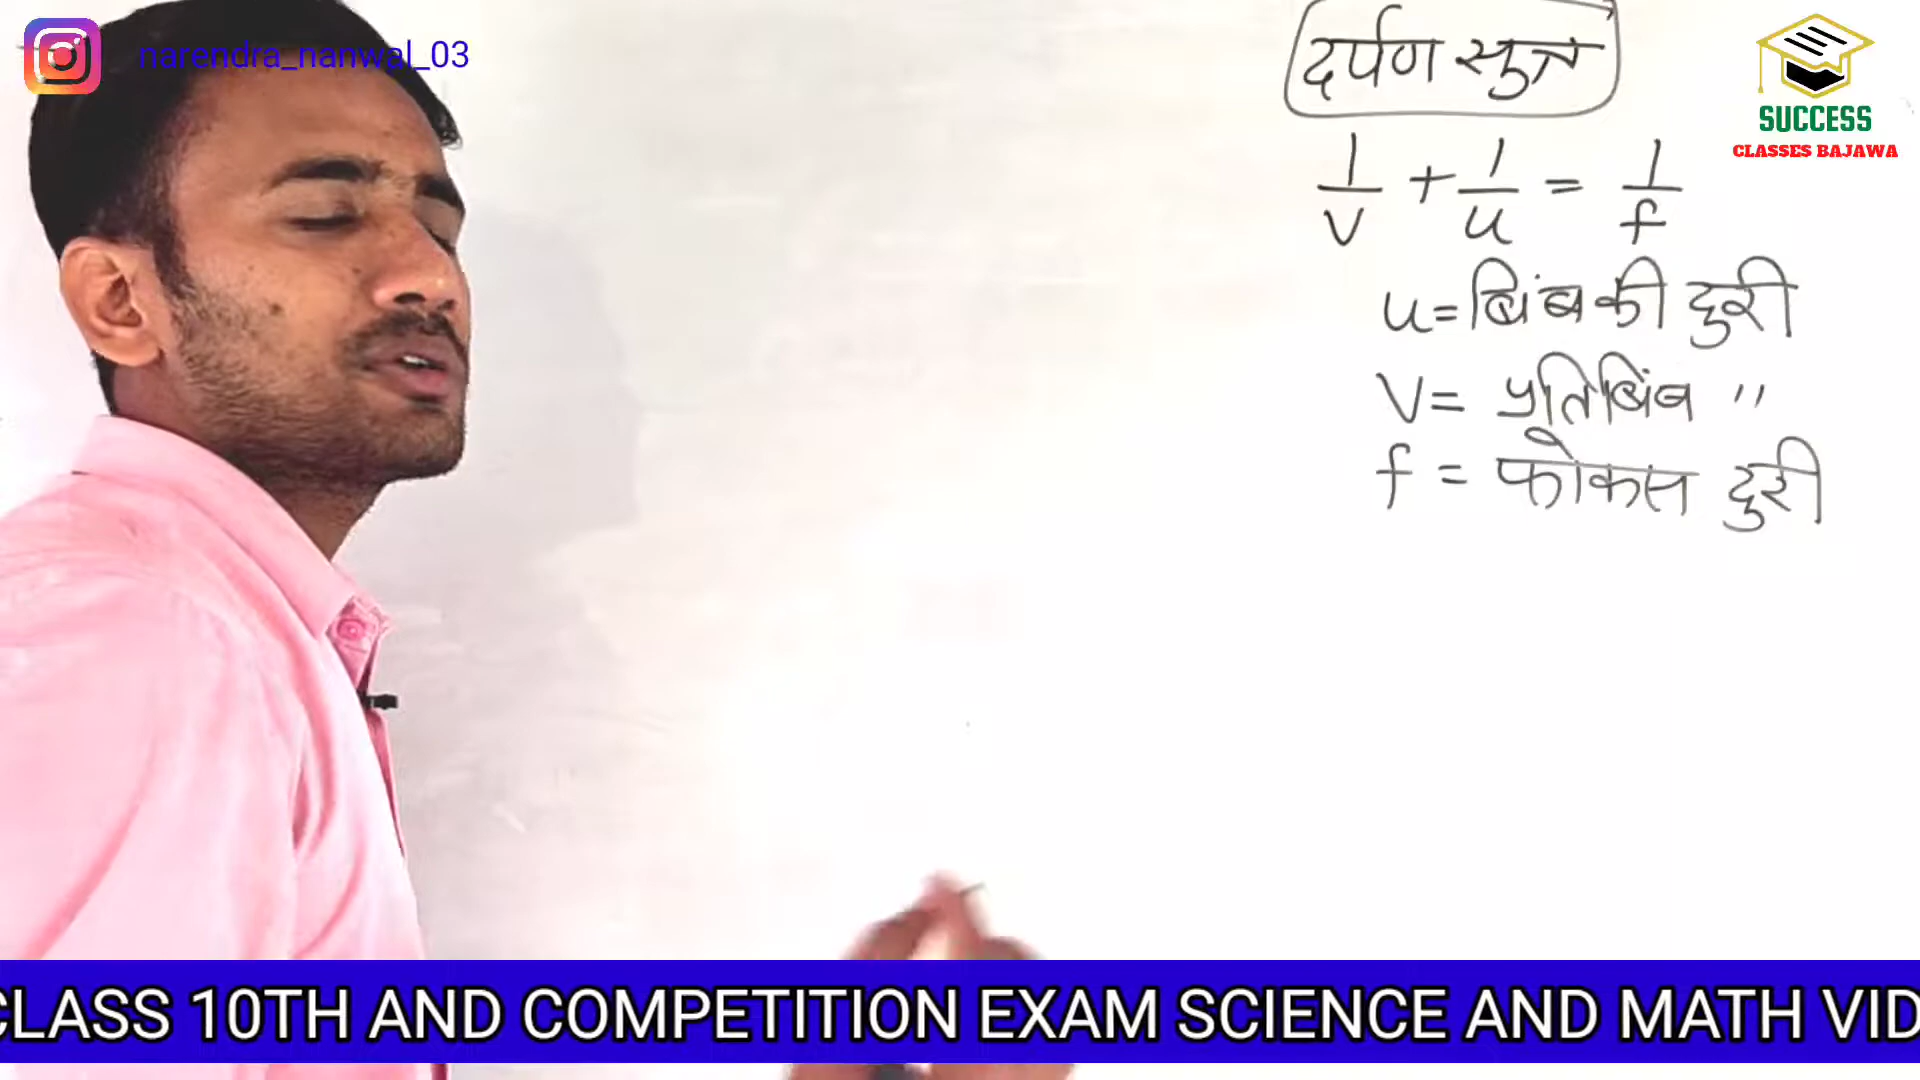 narendra_nanwal_03
दर्पण सुत्र
SUCCESS
CLASSES BAJAWA
1/v + 1/u = 1/f
u = बिंब की दुरी
v = प्रतिबिंब "
f = फोकस दुरी
CLASS 10TH AND COMPETITION EXAM SCIENCE AND MATH VID